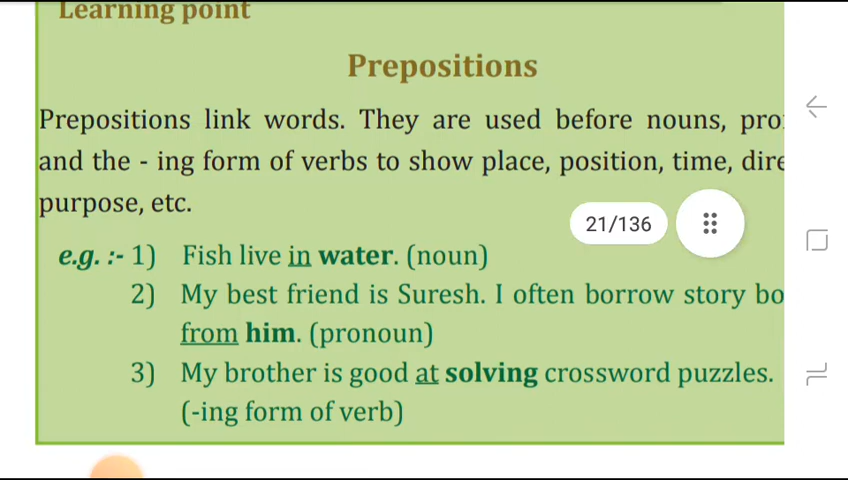 Learning point
Prepositions
Prepositions link words. They are used before nouns, pro
and the - ing form of verbs to show place, position, time, dire
purpose, etc.
21/136
e.g. :- 1) Fish live in water. (noun)
2) My best friend is Suresh. I often borrow story bo
from him. (pronoun)
3) My brother is good at solving crossword puzzles.
(-ing form of verb)